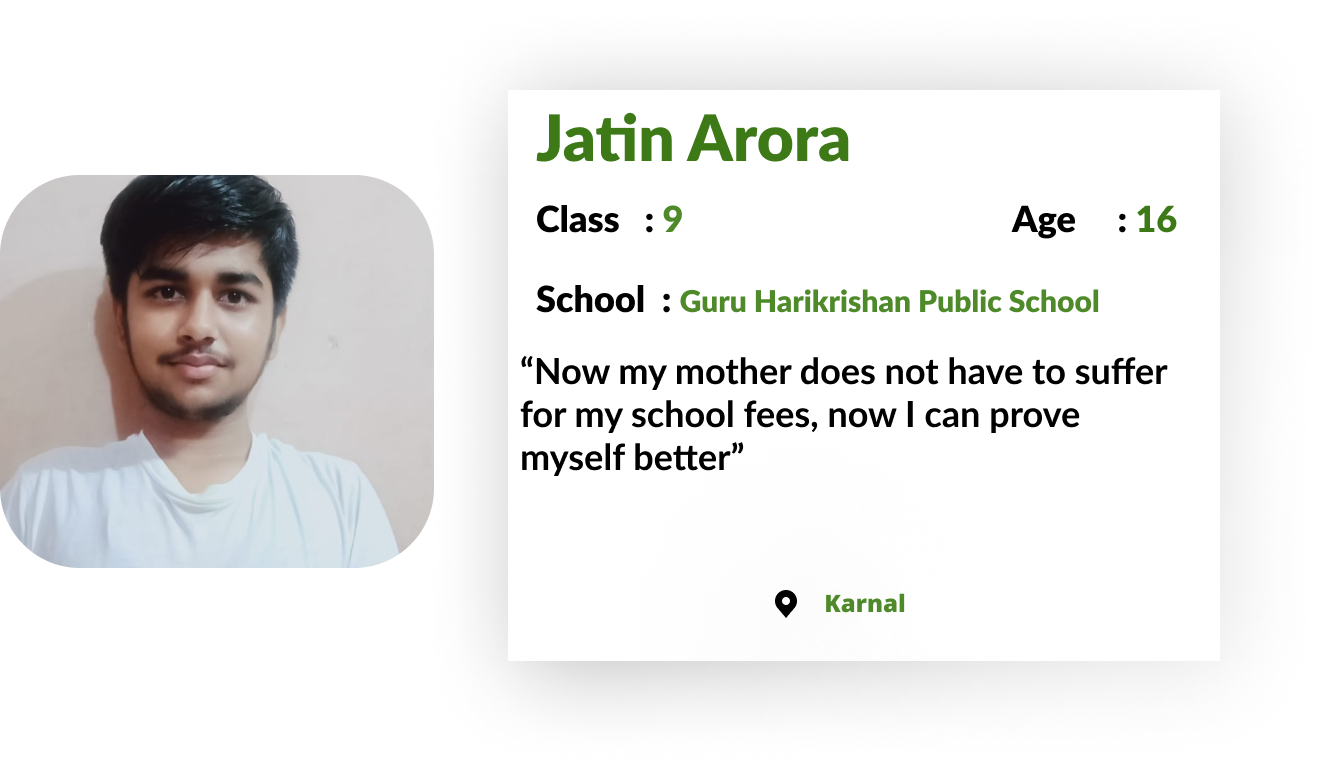 Jatin Arora
Class : 9 Age : 16
School : Guru Harikrishan Public School
“Now my mother does not have to suffer
for my school fees, now I can prove
myself better”
Karnal